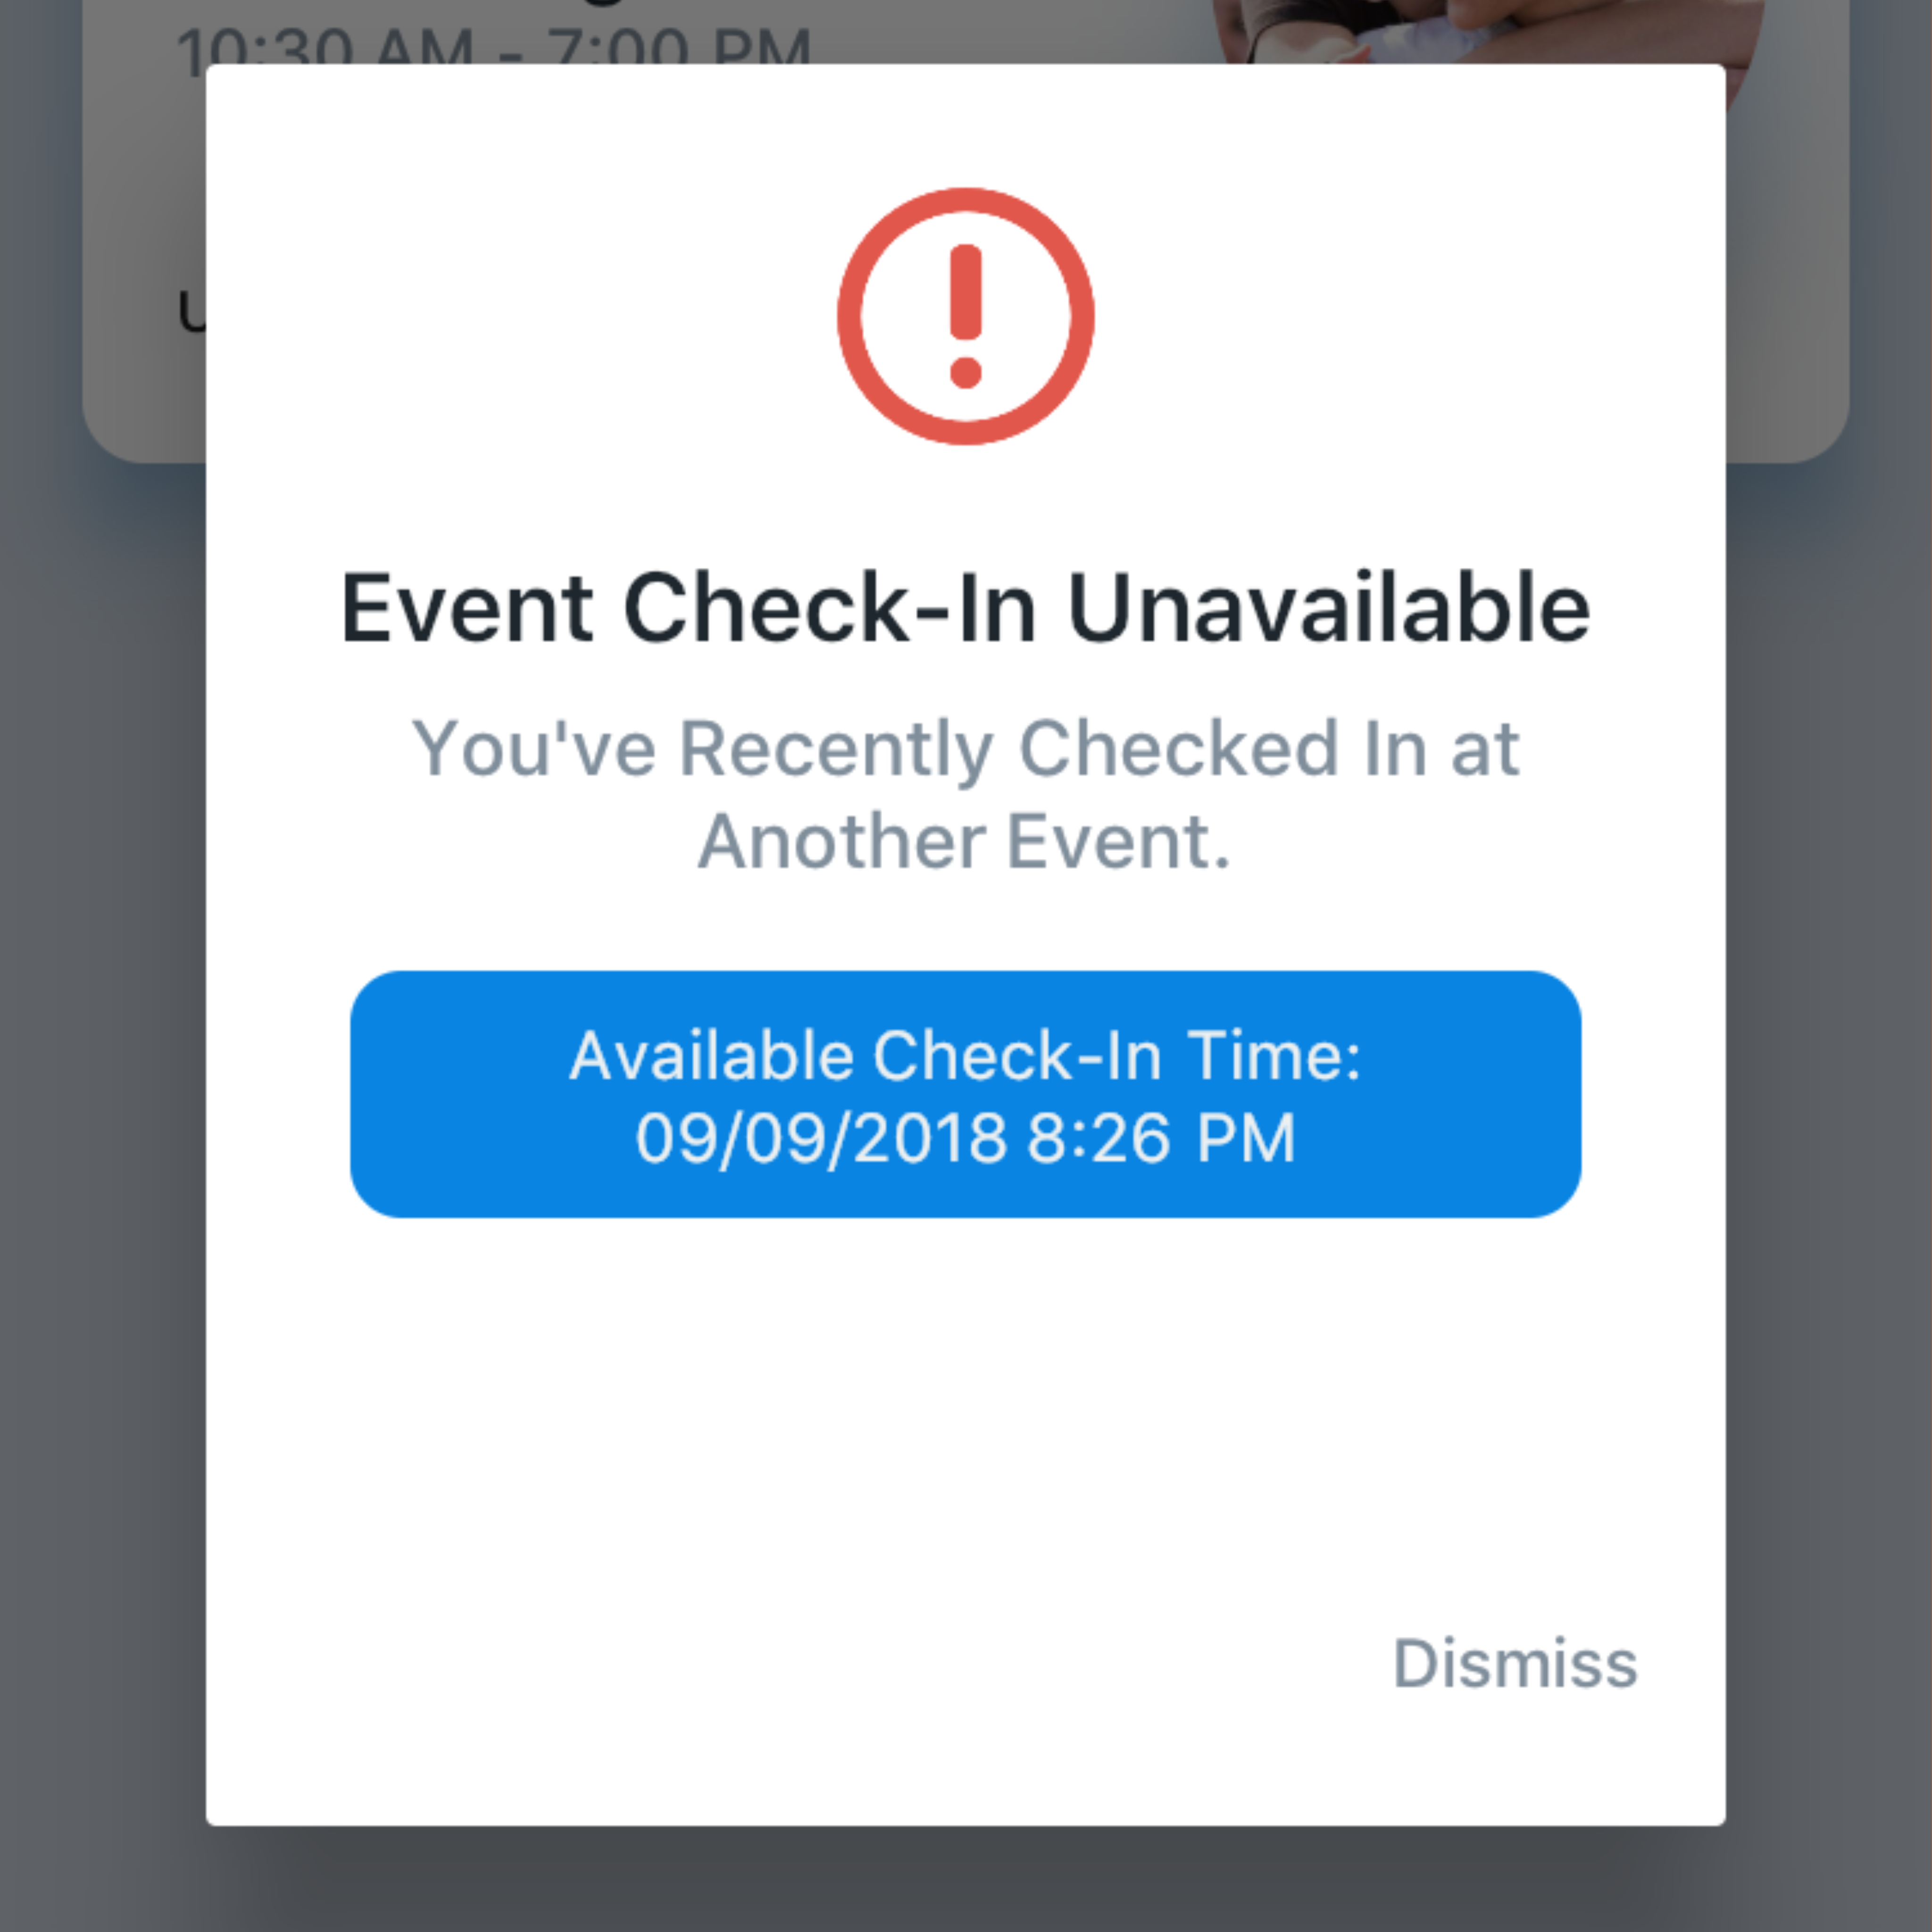 10:30 AM - 7:00 PM
Event Check-In Unavailable
You've Recently Checked In at
Another Event.
Available Check-In Time:
09/09/2018 8:26 PM
Dismiss